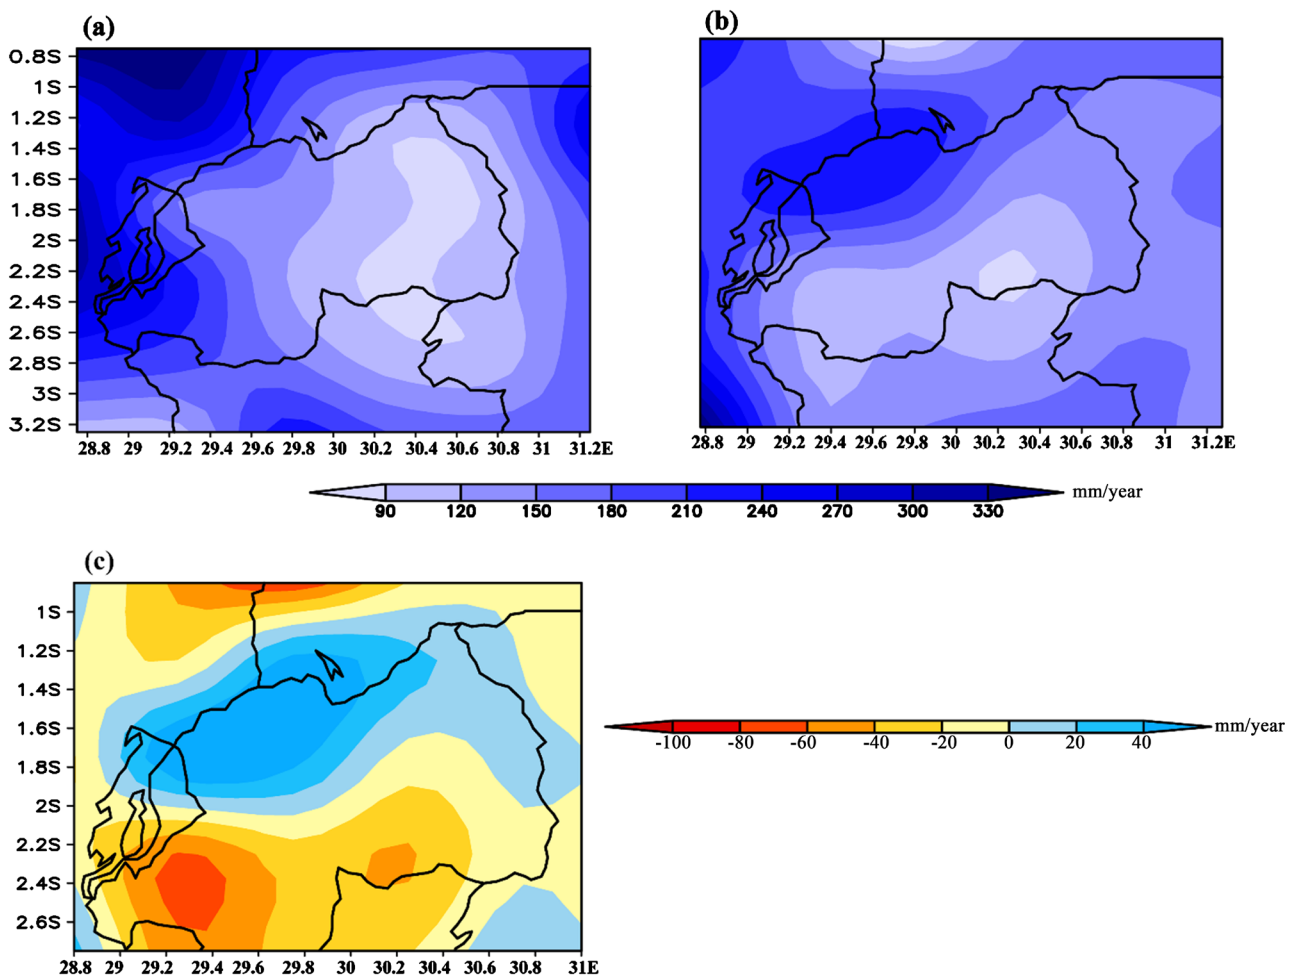 (a)
0.8S
1S
1.2S
1.4S
1.6S
1.8S
2S
2.2S
2.4S
2.6S
2.8S
3S
3.2S
28.8 29 29.2 29.4 29.6 29.8 30 30.2 30.4 30.6 30.8 31 31.2E
(b)
28.8 29 29.2 29.4 29.6 29.8 30 30.2 30.4 30.6 30.8 31 31.2E
90 120 150 180 210 240 270 300 330 mm/year
(c)
1S
1.2S
1.4S
1.6S
1.8S
2S
2.2S
2.4S
2.6S
28.8 29 29.2 29.4 29.6 29.8 30 30.2 30.4 30.6 30.8 31E
-100 -80 -60 -40 -20 0 20 40 mm/year